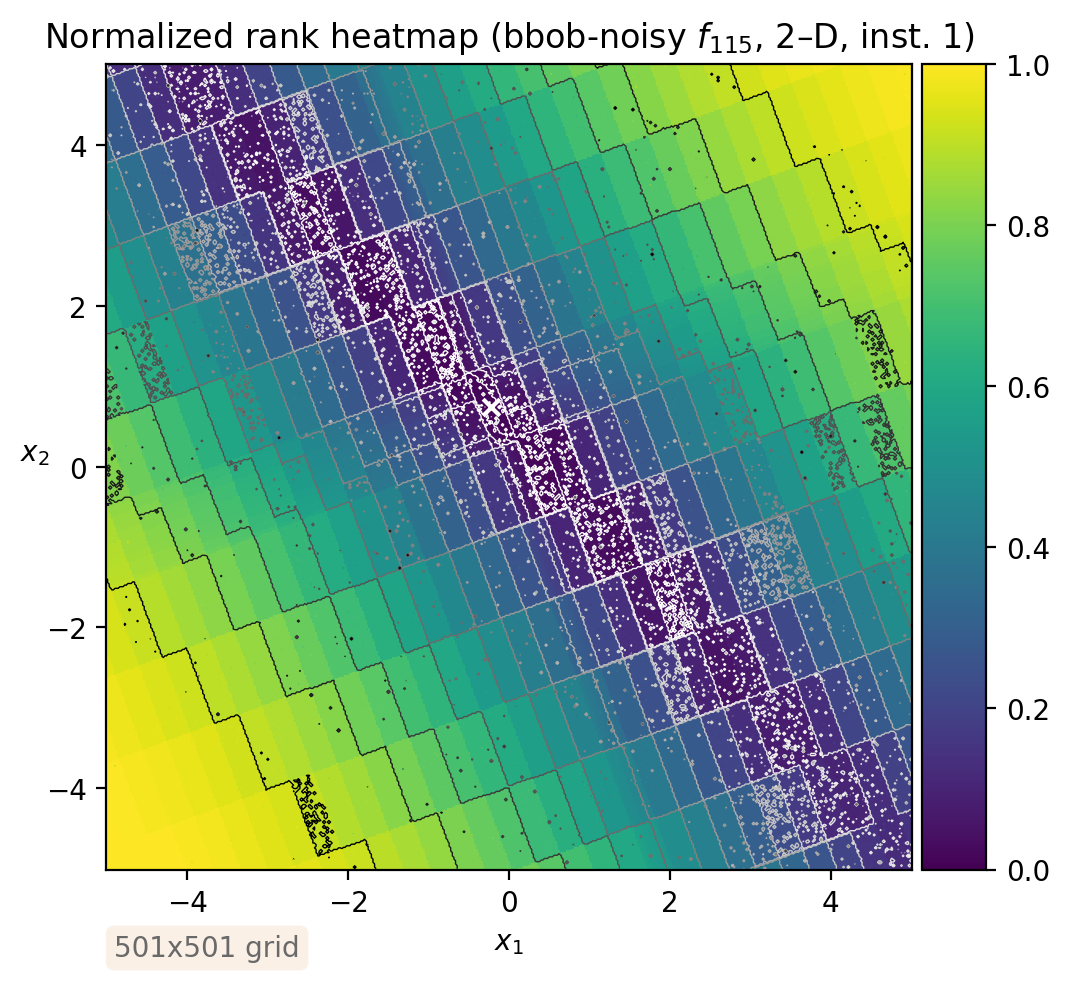 Normalized rank heatmap (bbob-noisy f₁₁₅, 2–D, inst. 1)
1.0
0.8
0.6
0.4
0.2
0.0
4
2
0
−2
−4
x₂
−4 −2 0 2 4
x₁
501x501 grid